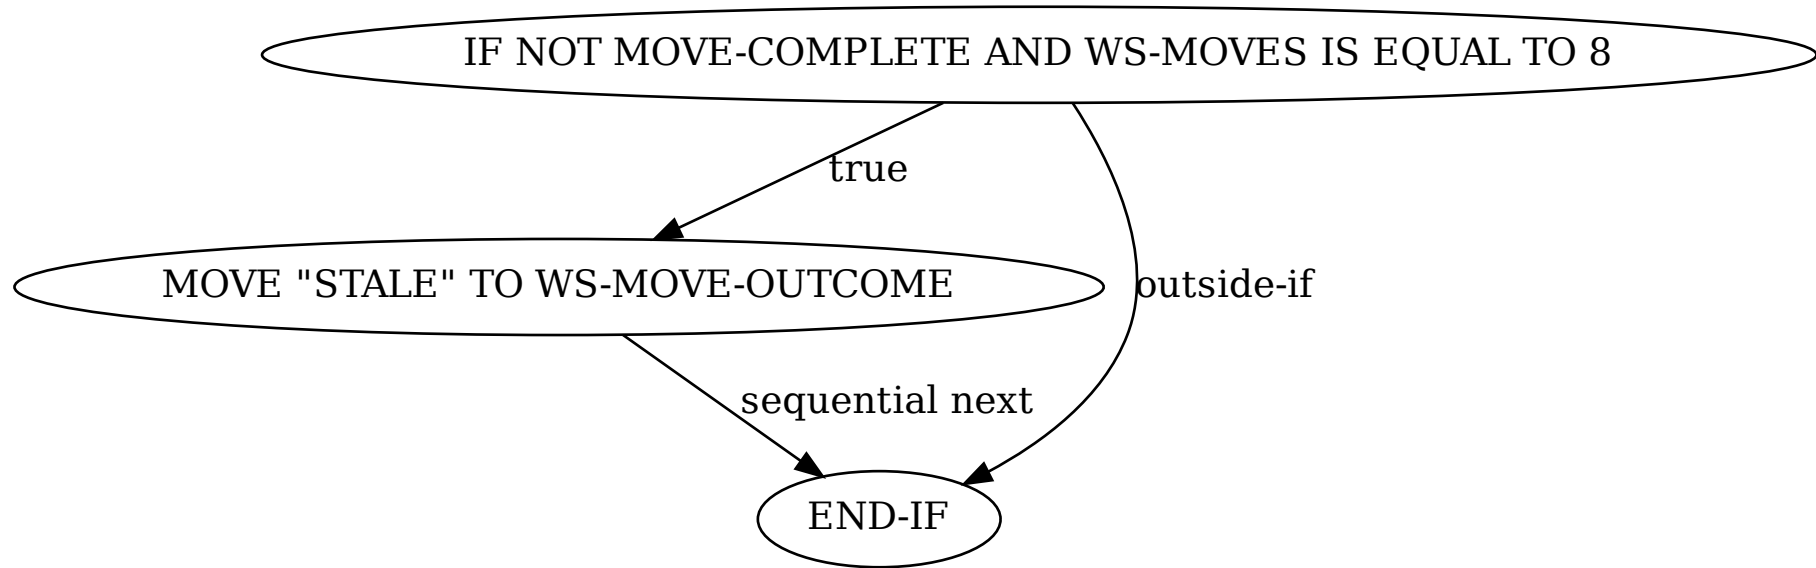 IF NOT MOVE-COMPLETE AND WS-MOVES IS EQUAL TO 8
true
MOVE "STALE" TO WS-MOVE-OUTCOME
outside-if
sequential next
END-IF